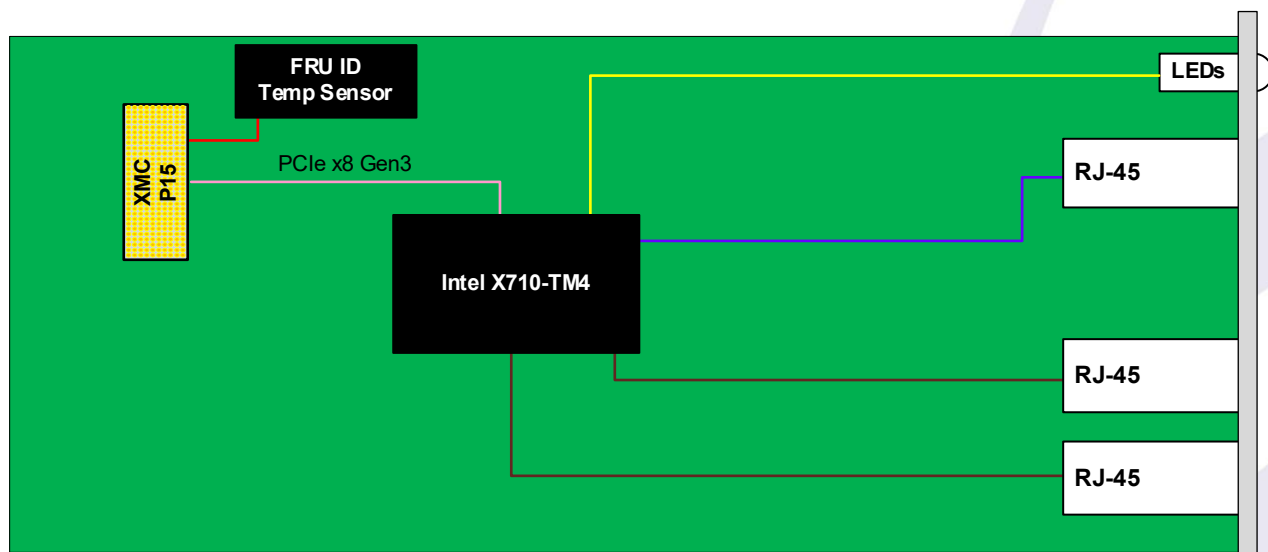 FRU ID
Temp Sensor
LEDs
XMC
P15
PCIe x8 Gen3
RJ-45
Intel X710-TM4
RJ-45
RJ-45